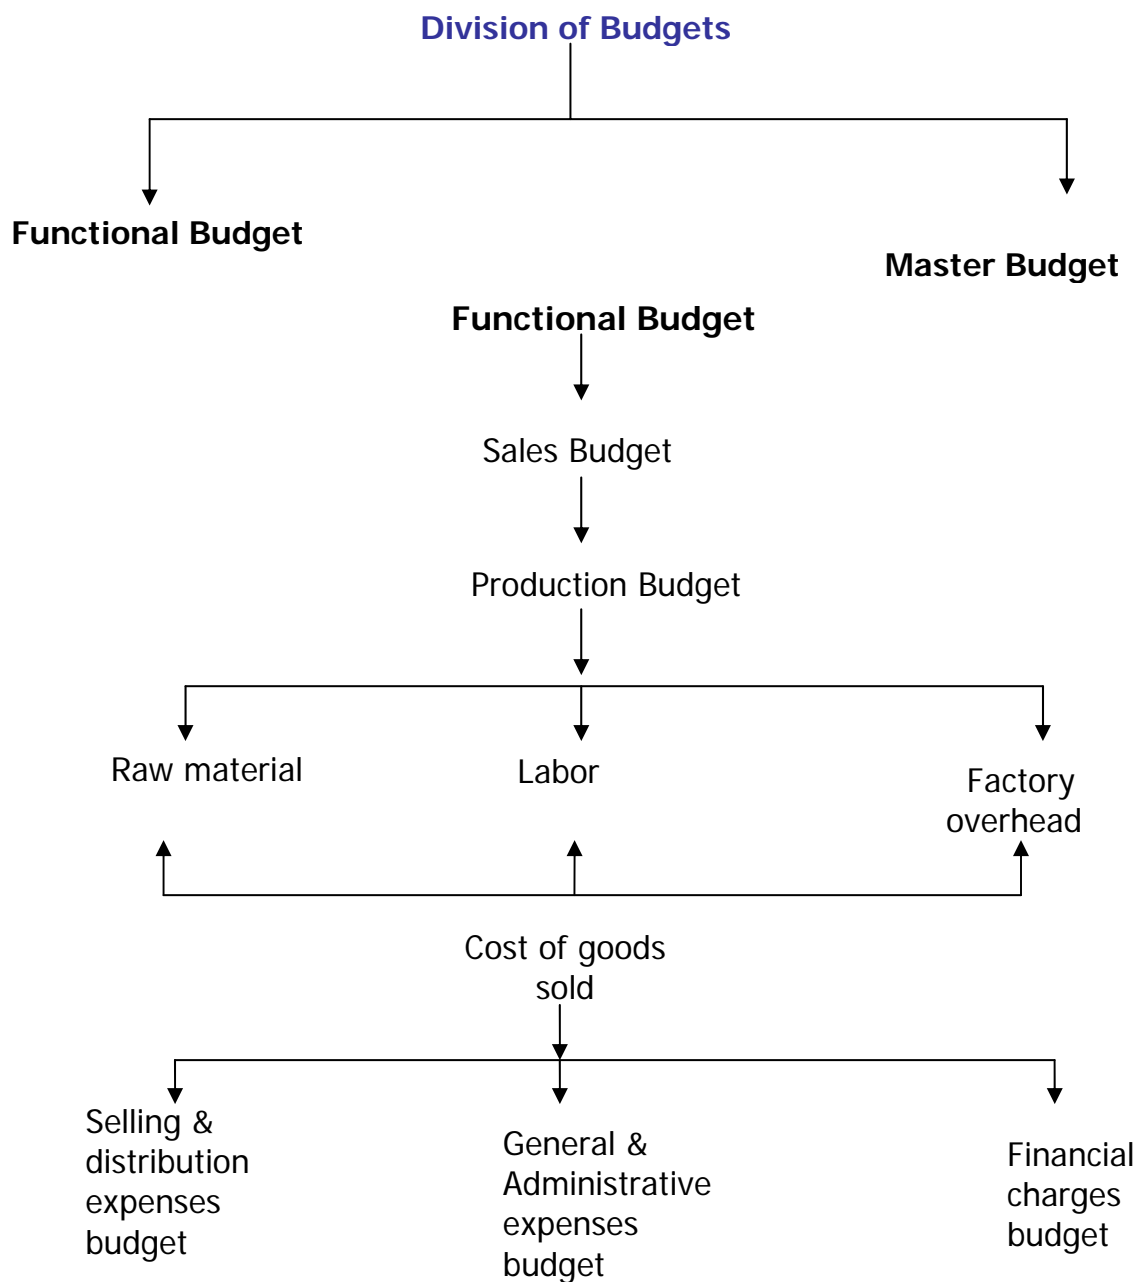 Division of Budgets
Functional Budget
Master Budget
Functional Budget
Sales Budget
Production Budget
Raw material
Labor
Factory
overhead
Cost of goods
sold
Selling &
distribution
expenses
budget
General &
Administrative
expenses
budget
Financial
charges
budget